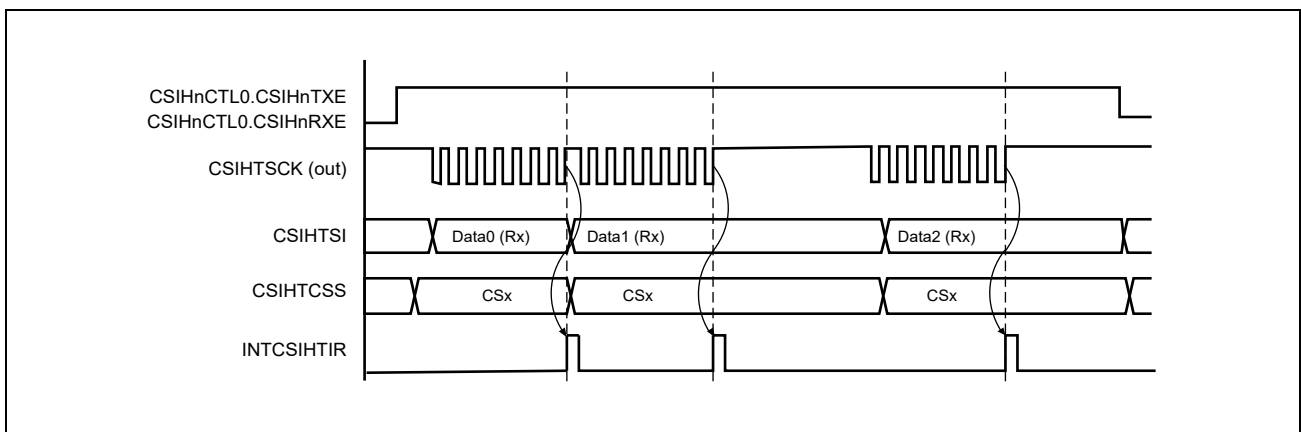 CSIHnCTL0.CSIHnTXE
CSIHnCTL0.CSIHnRXE
CSIHTSCK (out)
CSIHTSI
Data0 (Rx)
Data1 (Rx)
Data2 (Rx)
CSIHTCSS
CSx
CSx
CSx
INTCSIHTIR